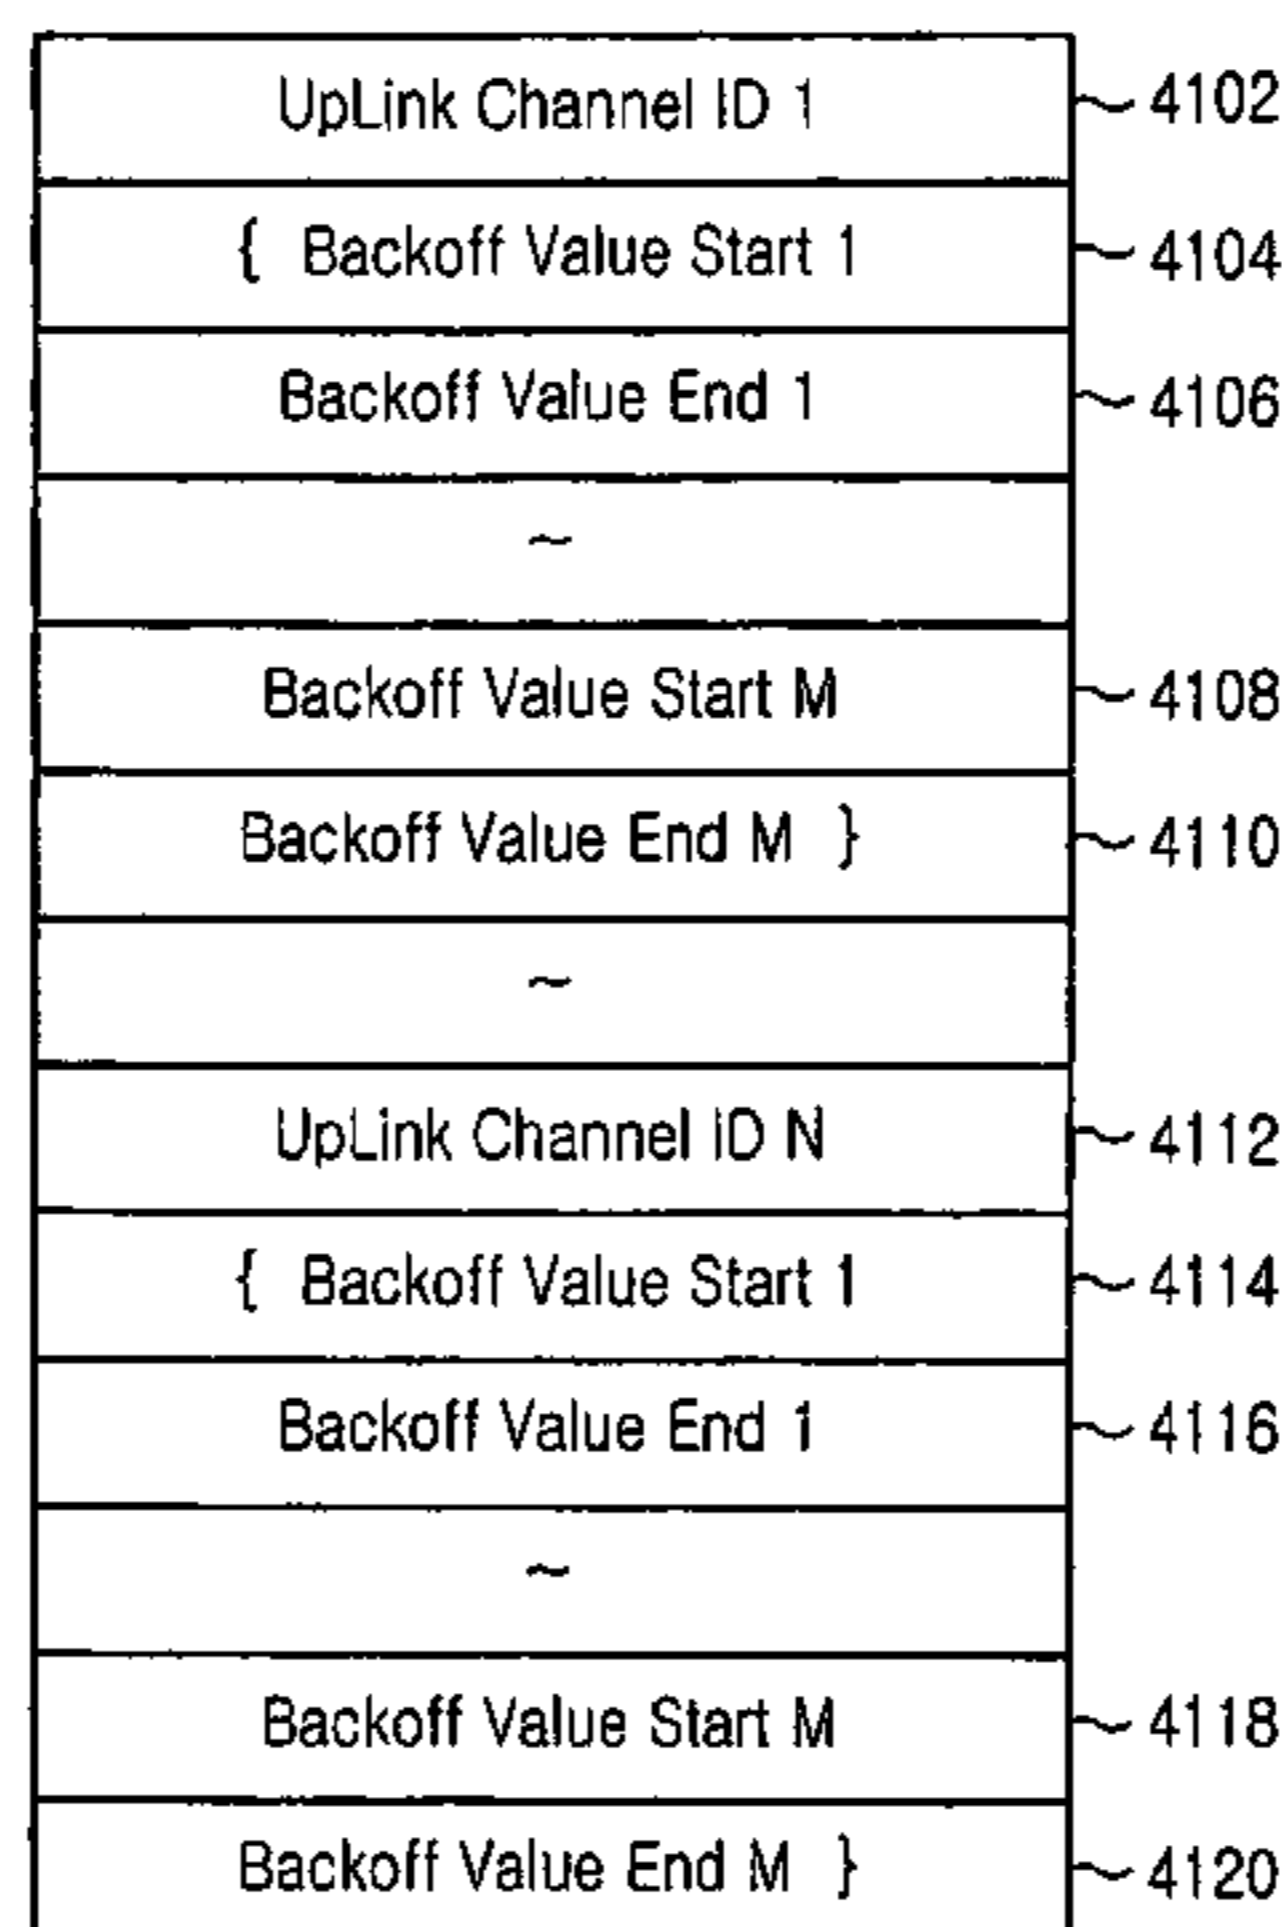 UpLink Channel ID 1 ~ 4102
{ Backoff Value Start 1 ~ 4104
Backoff Value End 1 ~ 4106
~
Backoff Value Start M ~ 4108
Backoff Value End M } ~ 4110
~
UpLink Channel ID N ~ 4112
{ Backoff Value Start 1 ~ 4114
Backoff Value End 1 ~ 4116
~
Backoff Value Start M ~ 4118
Backoff Value End M } ~ 4120